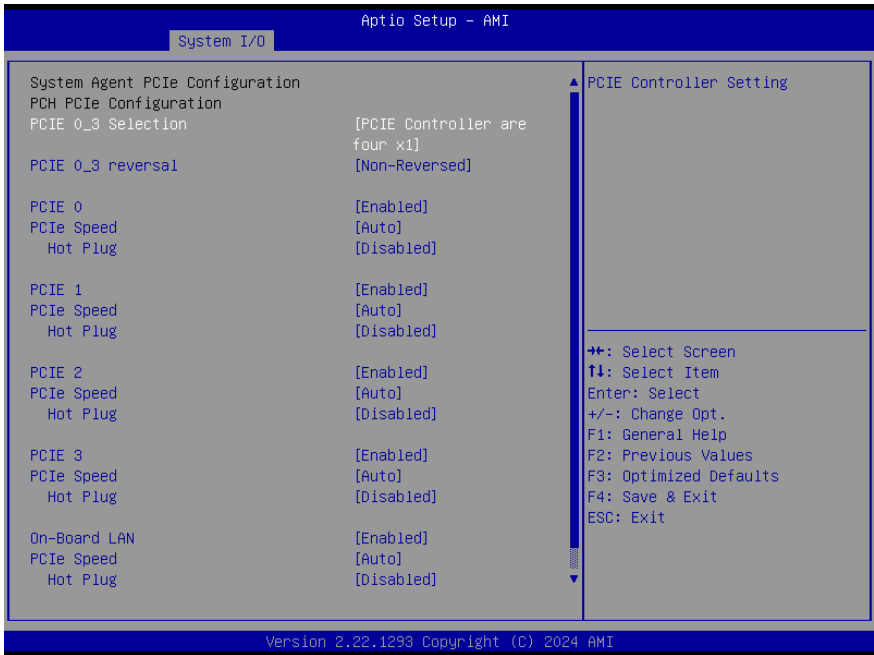 Aptio Setup – AMI
System I/O
System Agent PCIe Configuration
PCH PCIe Configuration
PCIE 0_3 Selection [PCIE Controller are
four x1]
PCIE 0_3 reversal [Non-Reversed]
PCIE 0 [Enabled]
PCIe Speed [Auto]
Hot Plug [Disabled]
PCIE 1 [Enabled]
PCIe Speed [Auto]
Hot Plug [Disabled]
PCIE 2 [Enabled]
PCIe Speed [Auto]
Hot Plug [Disabled]
PCIE 3 [Enabled]
PCIe Speed [Auto]
Hot Plug [Disabled]
On-Board LAN [Enabled]
PCIe Speed [Auto]
Hot Plug [Disabled]
PCIE Controller Setting
→←: Select Screen
↑↓: Select Item
Enter: Select
+/-: Change Opt.
F1: General Help
F2: Previous Values
F3: Optimized Defaults
F4: Save & Exit
ESC: Exit
Version 2.22.1293 Copyright (C) 2024 AMI